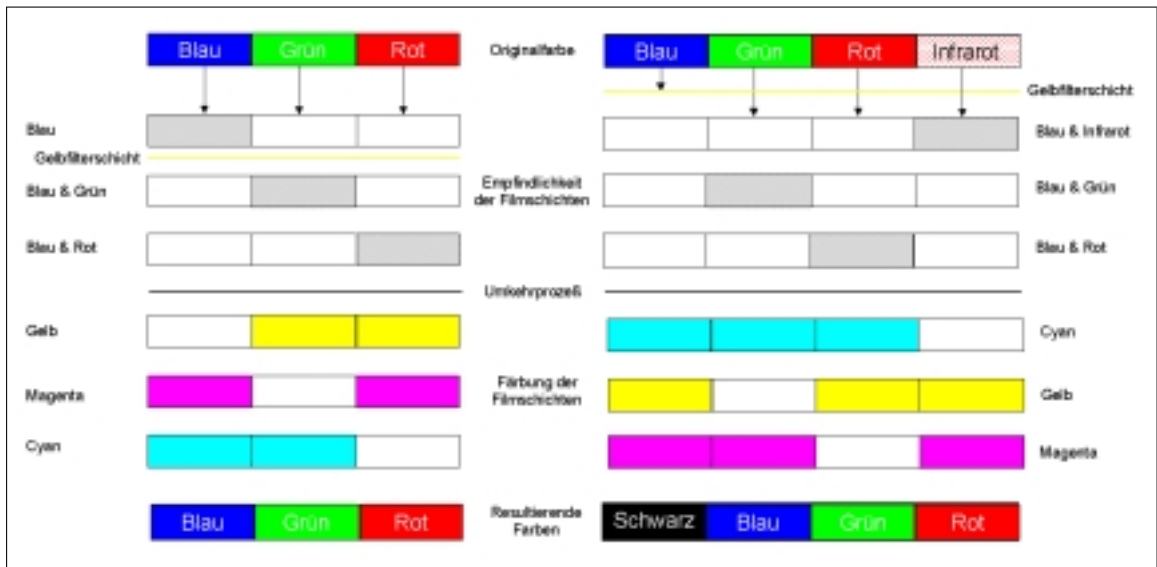 Blau Grün Rot Originalfarbe Blau Grün Rot Infrarot
Gelbfilterschicht
Blau
Blau & Infrarot
Gelbfilterschicht
Blau & Grün
Empfindlichkeit
der Filmschichten
Blau & Grün
Blau & Rot
Blau & Rot
Umkehrprozeß
Gelb
Cyan
Magenta
Färbung der
Filmschichten
Gelb
Cyan
Magenta
Blau Grün Rot
Resultierende
Farben
Schwarz Blau Grün Rot